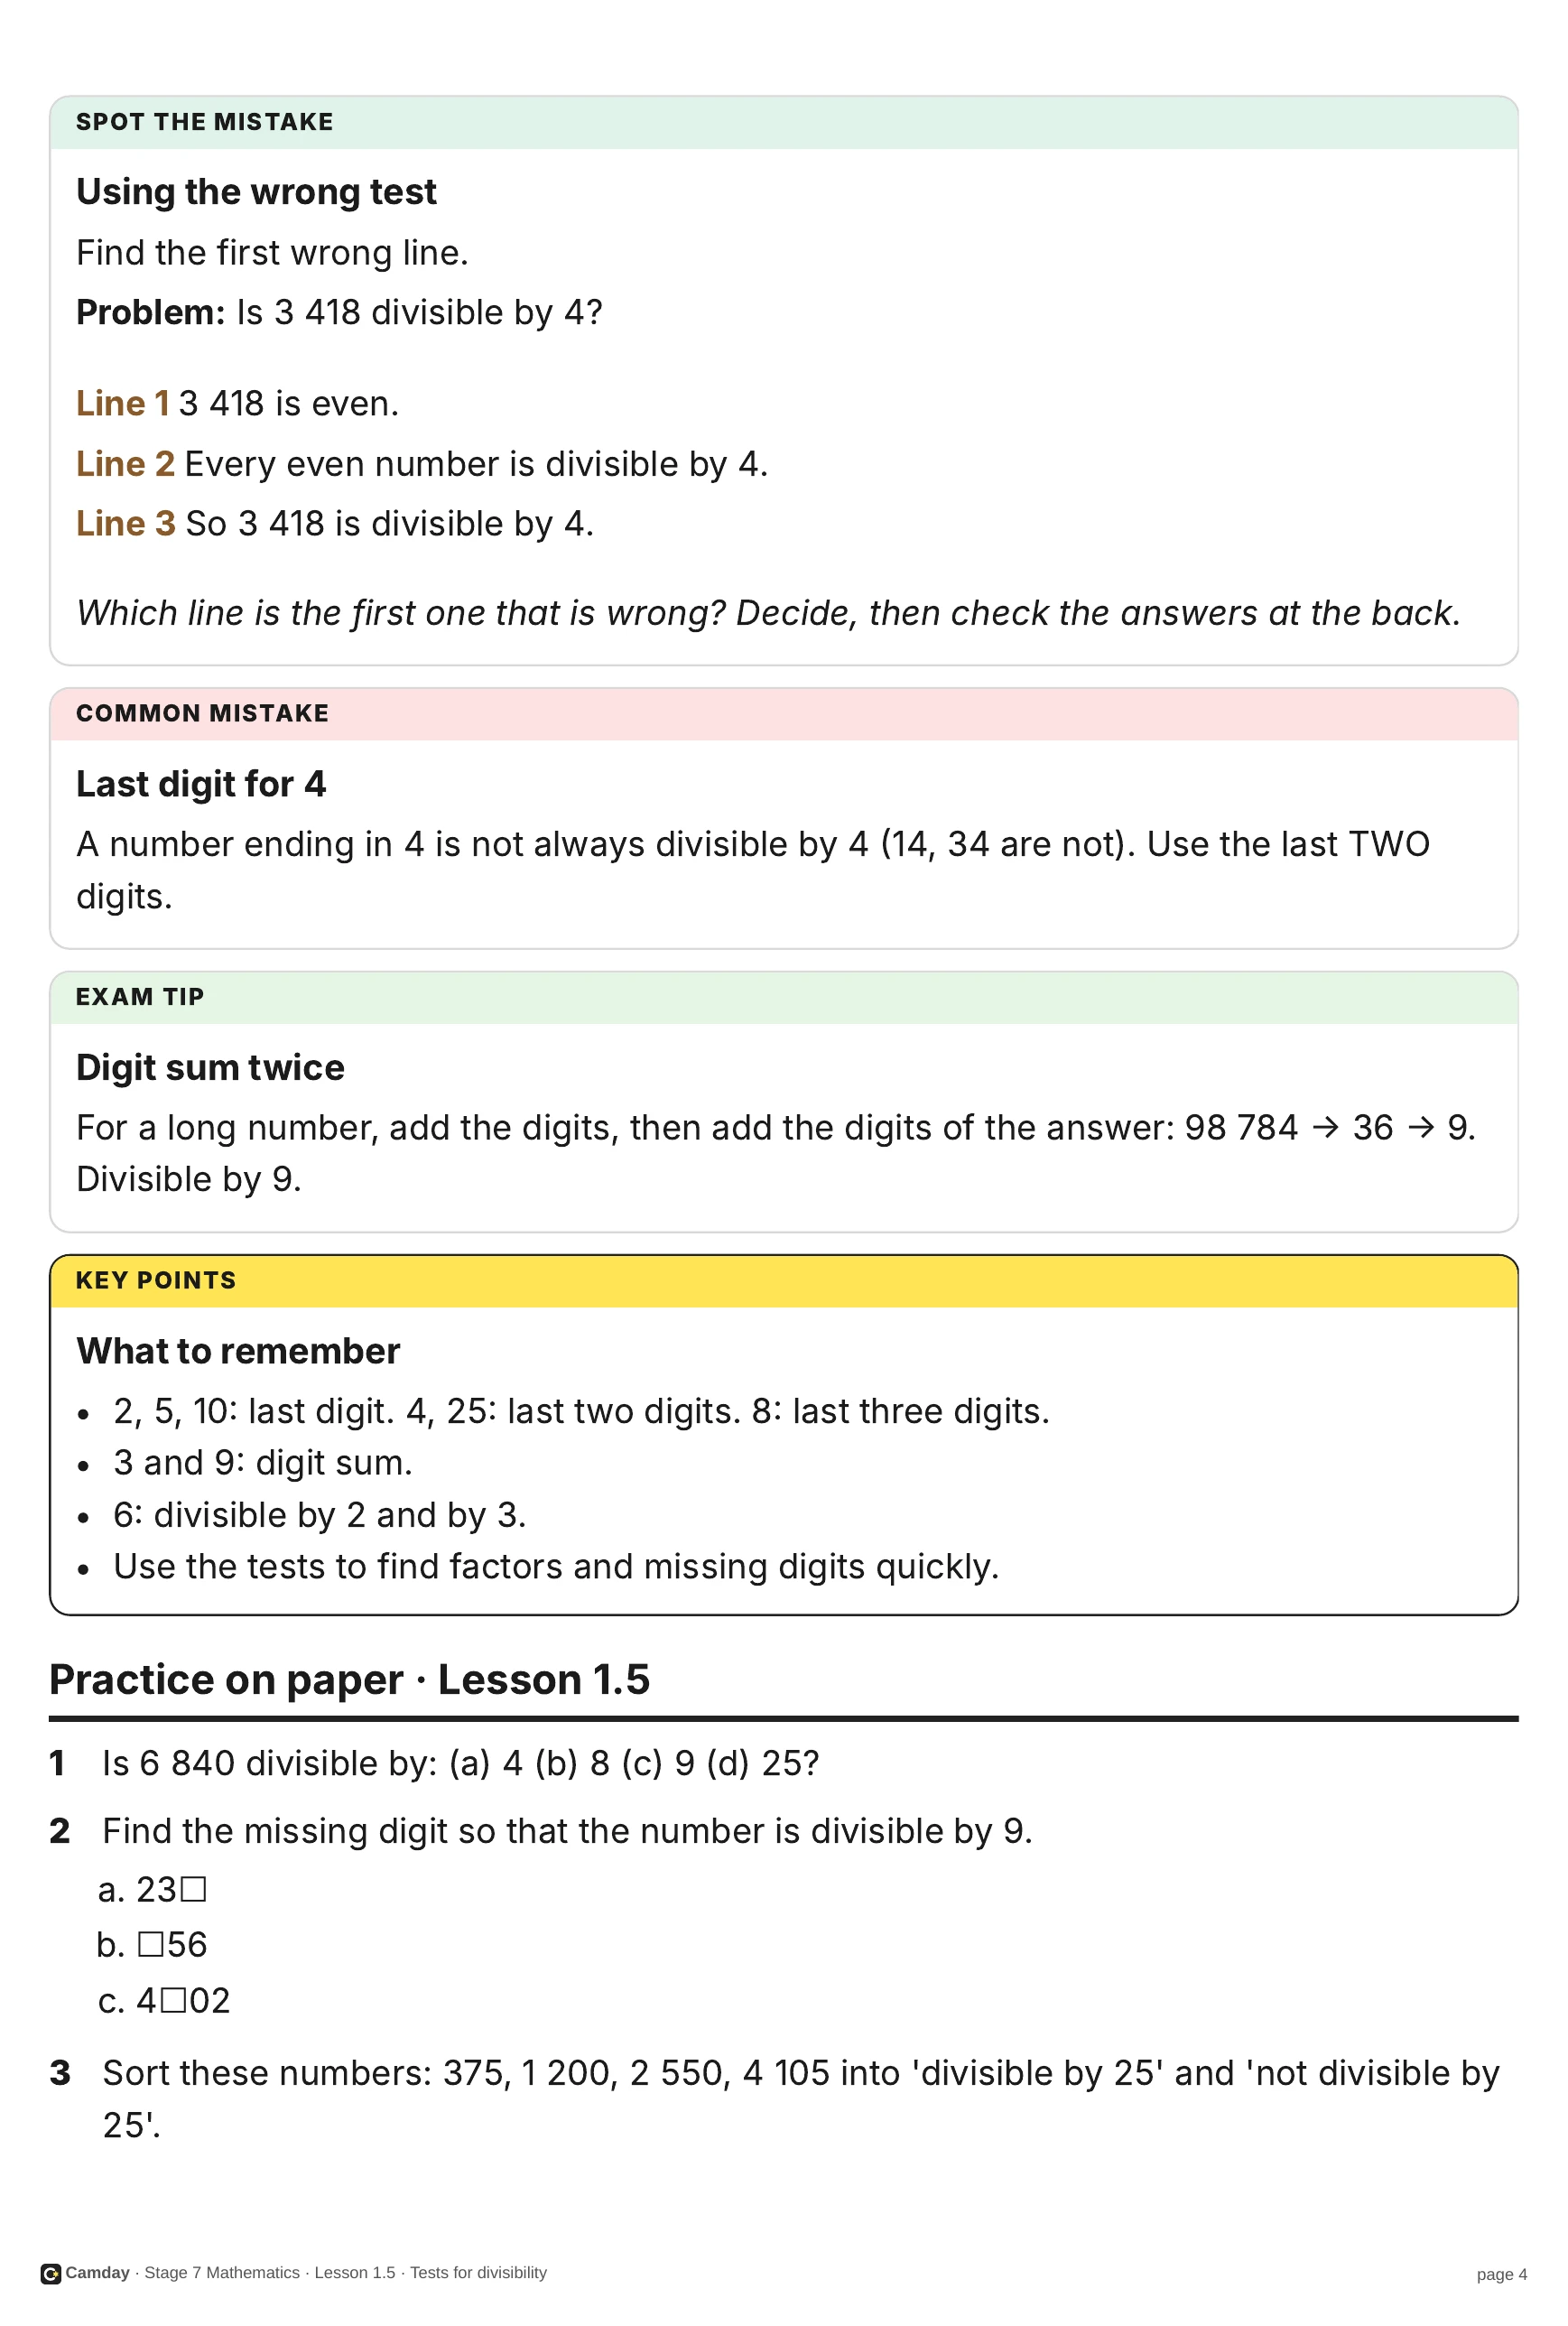 SPOT THE MISTAKE
Using the wrong test
Find the first wrong line.
Problem: Is 3 418 divisible by 4?
Line 1 3 418 is even.
Line 2 Every even number is divisible by 4.
Line 3 So 3 418 is divisible by 4.
Which line is the first one that is wrong? Decide, then check the answers at the back.
COMMON MISTAKE
Last digit for 4
A number ending in 4 is not always divisible by 4 (14, 34 are not). Use the last TWO
digits.
EXAM TIP
Digit sum twice
For a long number, add the digits, then add the digits of the answer: 98 784 → 36 → 9.
Divisible by 9.
KEY POINTS
What to remember
• 2, 5, 10: last digit. 4, 25: last two digits. 8: last three digits.
• 3 and 9: digit sum.
• 6: divisible by 2 and by 3.
• Use the tests to find factors and missing digits quickly.
Practice on paper · Lesson 1.5
1 Is 6 840 divisible by: (a) 4 (b) 8 (c) 9 (d) 25?
2 Find the missing digit so that the number is divisible by 9.
a. 23□
b. □56
c. 4□02
3 Sort these numbers: 375, 1 200, 2 550, 4 105 into 'divisible by 25' and 'not divisible by
25'.
Camday · Stage 7 Mathematics · Lesson 1.5 · Tests for divisibility
page 4